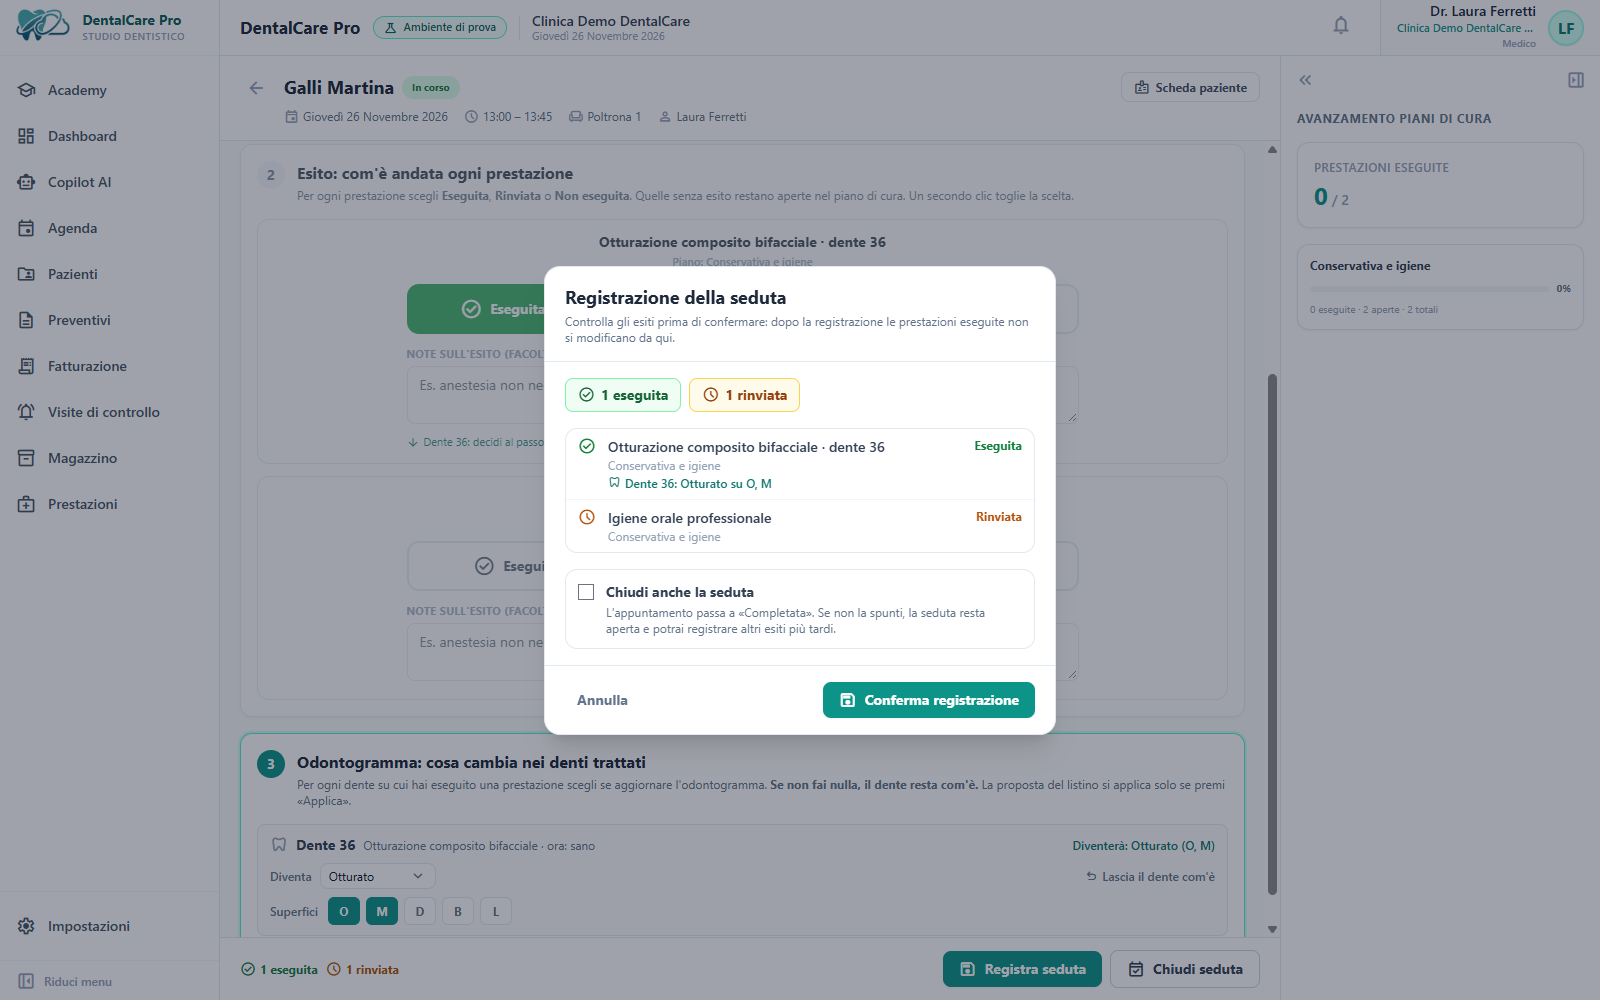 DentalCare Pro
STUDIO DENTISTICO
Academy
Dashboard
Copilot AI
Agenda
Pazienti
Preventivi
Fatturazione
Visite di controllo
Magazzino
Prestazioni
Impostazioni
Riduci menu
DentalCare Pro
Ambiente di prova
Clinica Demo DentalCare
Giovedì 26 Novembre 2026
Dr. Laura Ferretti
Clinica Demo DentalCare ...
Medico
LF
Galli Martina
In corso
Scheda paziente
Giovedì 26 Novembre 2026
13:00 – 13:45
Poltrona 1
Laura Ferretti
2
Esito: com'è andata ogni prestazione
Per ogni prestazione scegli Eseguita, Rinviata o Non eseguita. Quelle senza esito restano aperte nel piano di cura. Un secondo clic toglie la scelta.
Otturazione composito bifacciale · dente 36
Piano: Conservativa e igiene
Eseguita
NOTE SULL'ESITO (FACOLT
Es. anestesia non ne
Dente 36: decidi al passo
Esegui
NOTE SULL'ESITO (FACOLT
Es. anestesia non ne
Registrazione della seduta
Controlla gli esiti prima di confermare: dopo la registrazione le prestazioni eseguite non
si modificano da qui.
1 eseguita
1 rinviata
Otturazione composito bifacciale · dente 36
Eseguita
Conservativa e igiene
Dente 36: Otturato su O, M
Igiene orale professionale
Rinviata
Conservativa e igiene
Chiudi anche la seduta
L'appuntamento passa a «Completata». Se non la spunti, la seduta resta
aperta e potrai registrare altri esiti più tardi.
Annulla
Conferma registrazione
3
Odontogramma: cosa cambia nei denti trattati
Per ogni dente su cui hai eseguito una prestazione scegli se aggiornare l'odontogramma. Se non fai nulla, il dente resta com'è. La proposta del listino si applica solo se premi
«Applica».
Dente 36
Otturazione composito bifacciale · ora: sano
Diventerà: Otturato (O, M)
Diventa
Otturato
Lascia il dente com'è
Superfici
O
M
D
B
L
1 eseguita
1 rinviata
Registra seduta
Chiudi seduta
AVANZAMENTO PIANI DI CURA
PRESTAZIONI ESEGUITE
0 / 2
Conservativa e igiene
0%
0 eseguite · 2 aperte · 2 totali